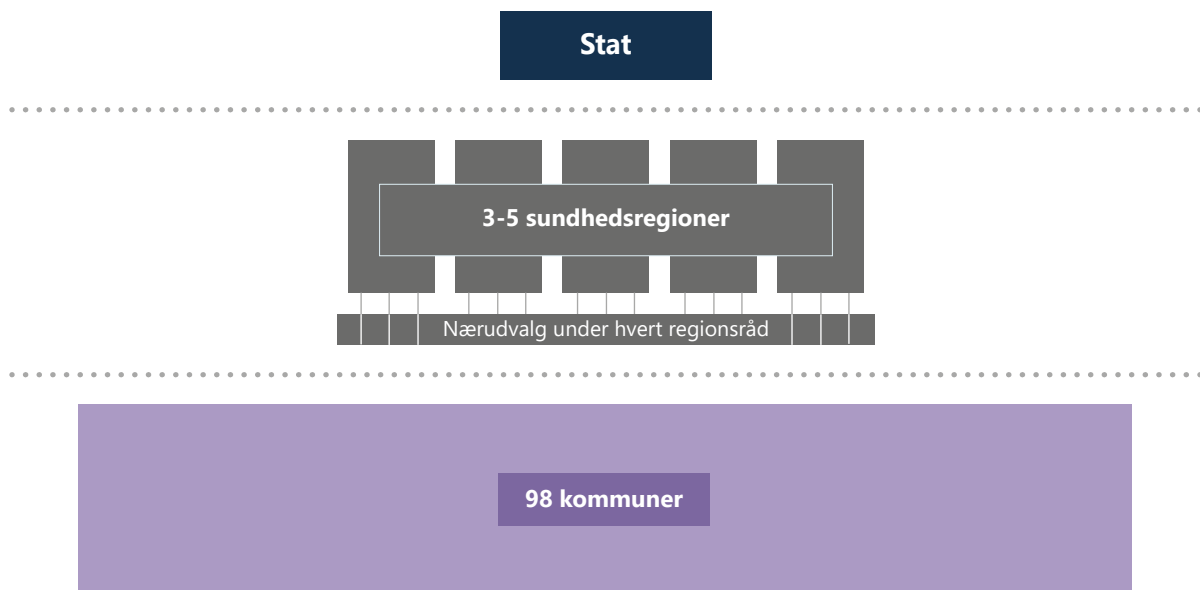 Stat
3-5 sundhedsregioner
Nærudvalg under hvert regionsråd
98 kommuner